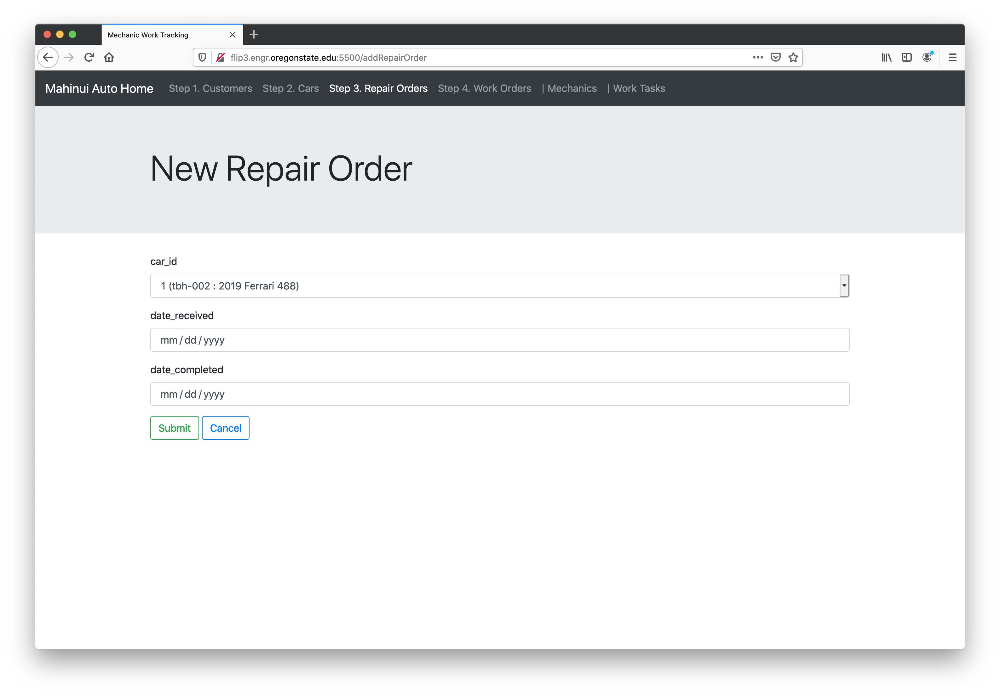 Mechanic Work Tracking
flip3.engr.oregonstate.edu:5500/addRepairOrder
Mahinui Auto Home Step 1. Customers Step 2. Cars Step 3. Repair Orders Step 4. Work Orders | Mechanics | Work Tasks
New Repair Order
car_id
1 (tbh-002 : 2019 Ferrari 488)
date_received
mm / dd / yyyy
date_completed
mm / dd / yyyy
Submit Cancel